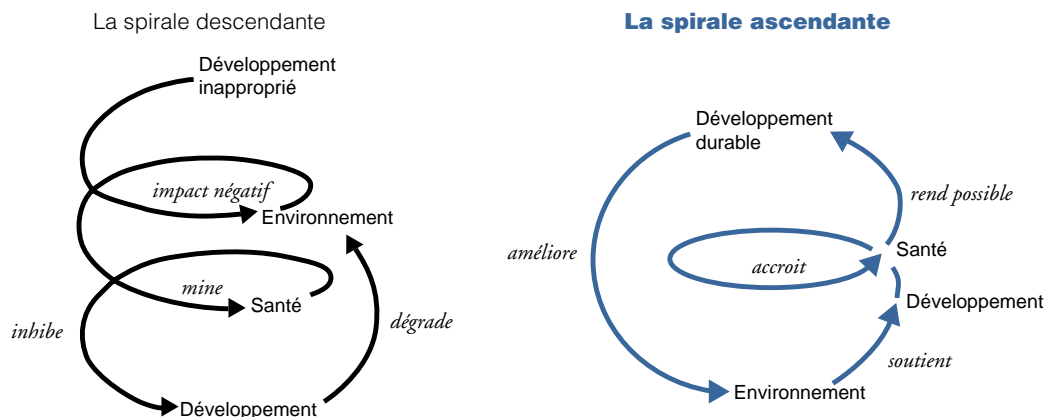 La spirale descendante
Développement
inapproprié
impact négatif
Environnement
mine
Santé
inhibe
dégrade
Développement
La spirale ascendante
Développement
durable
rend possible
améliore
Santé
accroit
Développement
soutient
Environnement